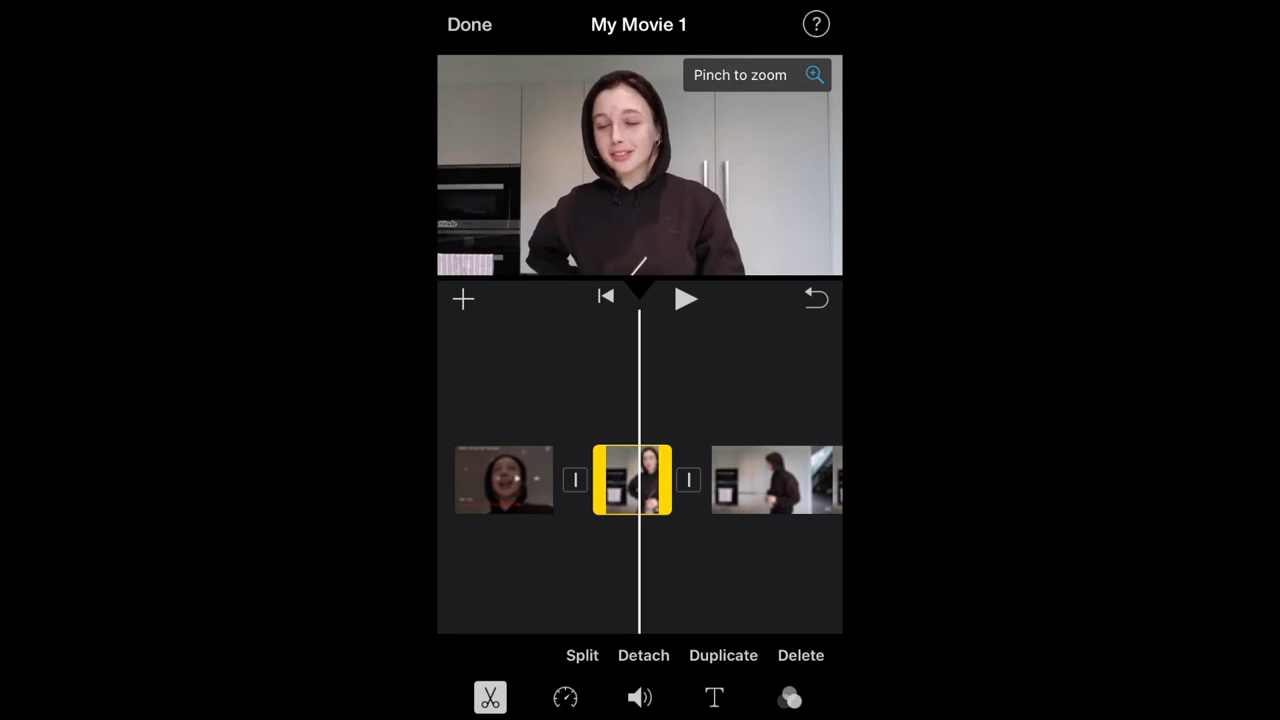 Done
My Movie 1
?
Pinch to zoom
Split
Detach
Duplicate
Delete
T